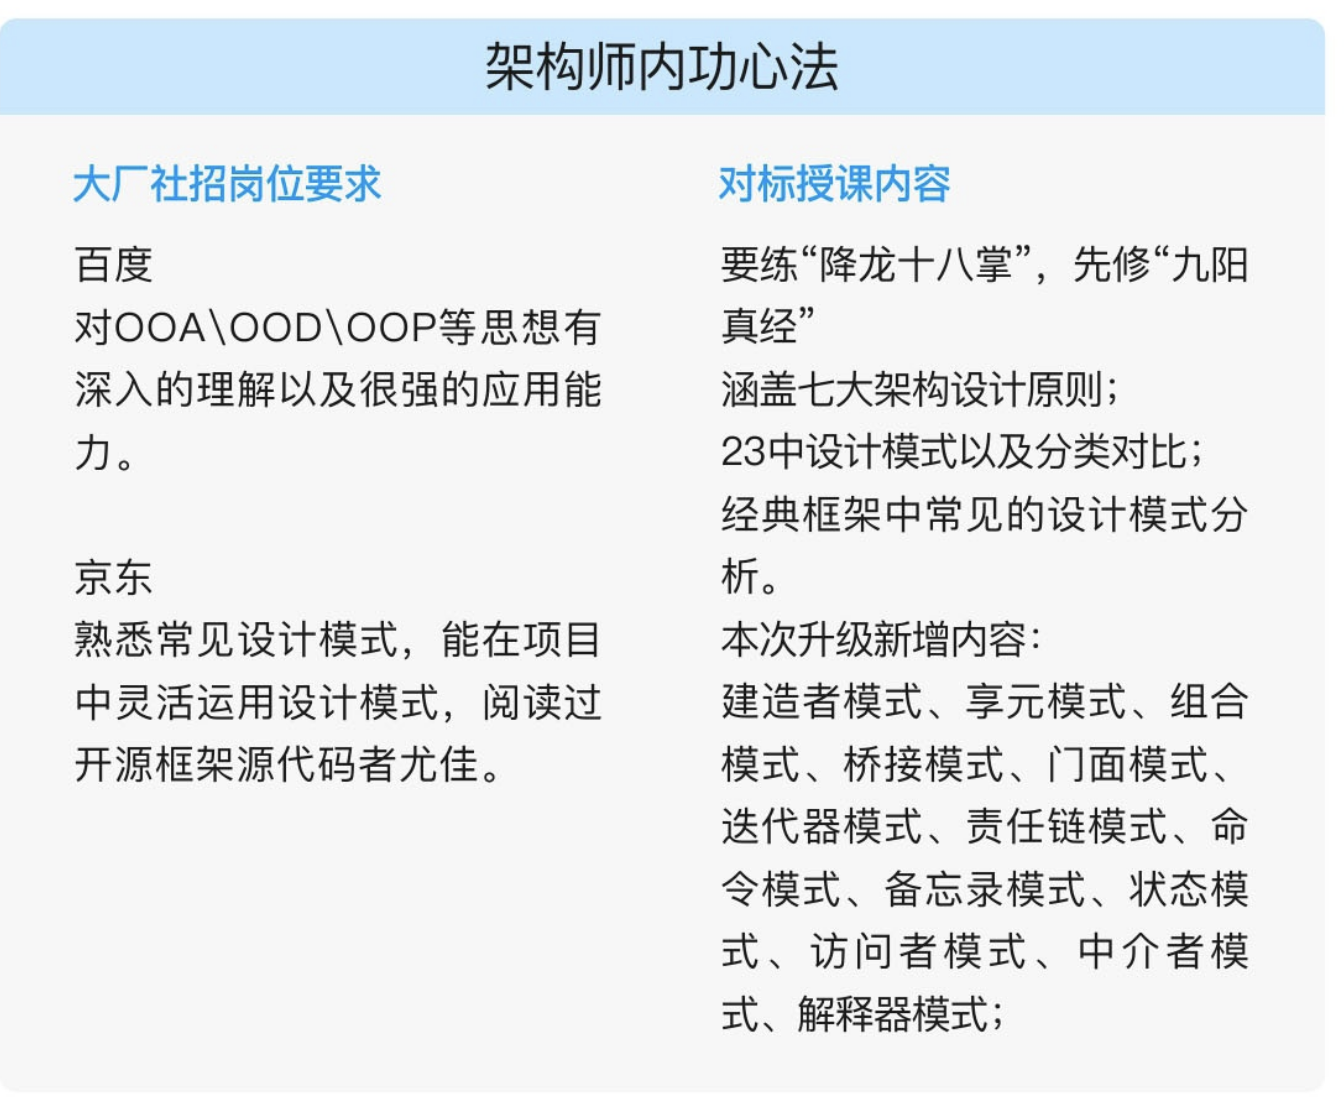 架构师内功心法
大厂社招岗位要求
百度
对OOA\OOD\OOP等思想有
深入的理解以及很强的应用能
力。
京东
熟悉常见设计模式，能在项目
中灵活运用设计模式，阅读过
开源框架源代码者尤佳。
对标授课内容
要练“降龙十八掌”，先修“九阳
真经”
涵盖七大架构设计原则；
23中设计模式以及分类对比；
经典框架中常见的设计模式分
析。
本次升级新增内容：
建造者模式、享元模式、组合
模式、桥接模式、门面模式、
迭代器模式、责任链模式、命
令模式、备忘录模式、状态模
式、访问者模式、中介者模
式、解释器模式；